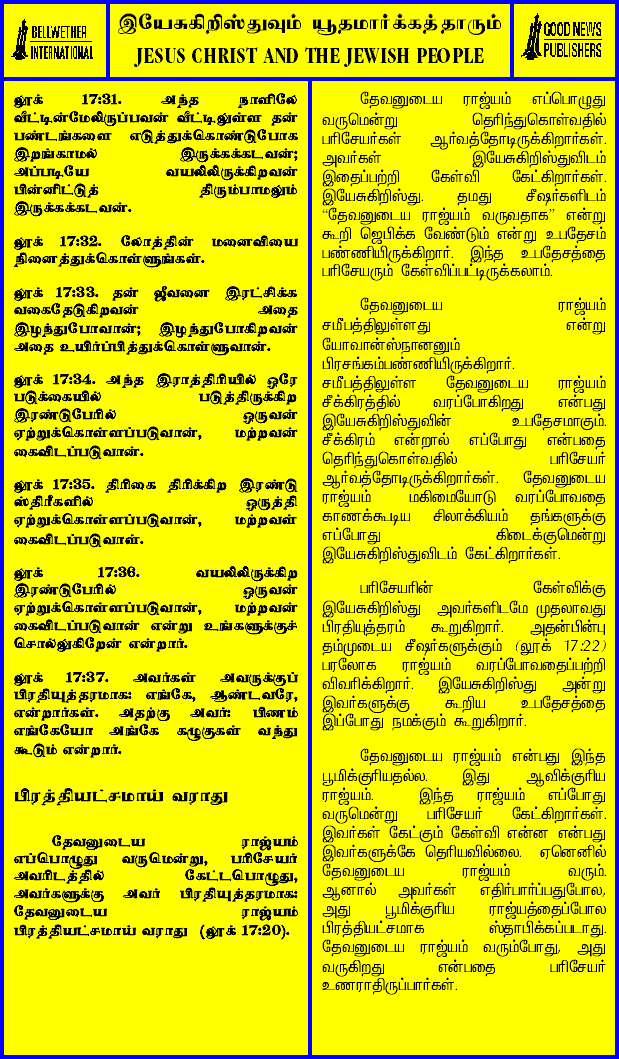 BELLWETHER
INTERNATIONAL
இயேசுகிறிஸ்துவும் யூதமார்க்கத்தாரும்
JESUS CHRIST AND THE JEWISH PEOPLE
GOOD NEWS
PUBLISHERS
லூக் 17:31. அந்த நாளிலே
வீட்டின்மேலிருப்பவன் வீட்டிலுள்ள தன்
பண்டங்களை எடுத்துக்கொண்டுபோக
இறங்காமல் இருக்கக்கடவன்;
அப்படியே வயலிலிருக்கிறவன்
பின்னிட்டுத் திரும்பாமலும்
இருக்கக்கடவன்.
லூக் 17:32. லோத்தின் மனைவியை
நினைத்துக்கொள்ளுங்கள்.
லூக் 17:33. தன் ஜீவனை இரட்சிக்க
வகைதேடுகிறவன் அதை
இழந்துபோவான்; இழந்துபோகிறவன்
அதை உயிர்ப்பித்துக்கொள்ளுவான்.
லூக் 17:34. அந்த இராத்திரியில் ஒரே
படுக்கையில் படுத்திருக்கிற
இரண்டுபேரில் ஒருவன்
ஏற்றுக்கொள்ளப்படுவான், மற்றவன்
கைவிடப்படுவான்.
லூக் 17:35. திரிகை திரிக்கிற இரண்டு
ஸ்திரீகளில் ஒருத்தி
ஏற்றுக்கொள்ளப்படுவான், மற்றவன்
கைவிடப்படுவான்.
லூக் 17:36. வயலிலிருக்கிற
இரண்டுபேரில் ஒருவன்
ஏற்றுக்கொள்ளப்படுவான், மற்றவன்
கைவிடப்படுவான் என்று உங்களுக்குச்
சொல்லுகிறேன் என்றார்.
லூக் 17:37. அவர்கள் அவருக்குப்
பிரதியுத்தரமாக: எங்கே, ஆண்டவரே,
என்றார்கள். அதற்கு அவர்: பிணம்
எங்கேயோ அங்கே கழுகுகள் வந்து
கூடும் என்றார்.
பிரத்தியட்சமாய் வராது
தேவனுடைய ராஜ்யம்
எப்பொழுது வருமென்று, பரிசேயர்
அவரிடத்தில் கேட்டபொழுது,
அவர்களுக்கு அவர் பிரதியுத்தரமாக:
தேவனுடைய ராஜ்யம்
பிரத்தியட்சமாய் வராது (லூக் 17:20).
தேவனுடைய ராஜ்யம் எப்பொழுது
வருமென்று தெரிந்துகொள்வதில்
பரிசேயர்கள் ஆர்வத்தோடிருக்கிறார்கள்.
அவர்கள் இயேசுகிறிஸ்துவிடம்
இதைப்பற்றி கேள்வி கேட்கிறார்கள்.
இயேசுகிறிஸ்து. தமது சீஷர்களிடம்
“தேவனுடைய ராஜ்யம் வருவதாக” என்று
கூறி ஜெபிக்க வேண்டும் என்று உபதேசம்
பண்ணியிருக்கிறார். இந்த உபதேசத்தை
பரிசேயரும் கேள்விப்பட்டிருக்கலாம்.
தேவனுடைய ராஜ்யம்
சமீபத்திலுள்ளது என்று
யோவான்ஸ்நானனும்
பிரசங்கம்பண்ணியிருக்கிறார்.
சமீபத்திலுள்ள தேவனுடைய ராஜ்யம்
சீக்கிரத்தில் வரப்போகிறது என்பது
இயேசுகிறிஸ்துவின் உபதேசமாகும்.
சீக்கிரம் என்றால் எப்போது என்பதை
தெரிந்துகொள்வதில் பரிசேயர்
ஆர்வத்தோடிருக்கிறார்கள். தேவனுடைய
ராஜ்யம் மகிமையோடு வரப்போவதை
காணக்கூடிய சிலாக்கியம் தங்களுக்கு
எப்போது கிடைக்குமென்று
இயேசுகிறிஸ்துவிடம் கேட்கிறார்கள்.
பரிசேயரின் கேள்விக்கு
இயேசுகிறிஸ்து அவர்களிடமே முதலாவது
பிரதியுத்தரம் கூறுகிறார். அதன்பின்பு
தம்முடைய சீஷர்களுக்கும் (லூக் 17:22)
பரலோக ராஜ்யம் வரப்போவதைப்பற்றி
விவரிக்கிறார். இயேசுகிறிஸ்து அன்று
இவர்களுக்கு கூறிய உபதேசத்தை
இப்போது நமக்கும் கூறுகிறார்.
தேவனுடைய ராஜ்யம் என்பது இந்த
பூமிக்குரியதல்ல. இது ஆவிக்குரிய
ராஜ்யம். இந்த ராஜ்யம் எப்போது
வருமென்று பரிசேயர் கேட்கிறார்கள்.
இவர்கள் கேட்கும் கேள்வி என்ன என்பது
இவர்களுக்கே தெரியவில்லை. ஏனெனில்
தேவனுடைய ராஜ்யம் வரும்.
ஆனால் அவர்கள் எதிர்பார்ப்பதுபோல,
அது பூமிக்குரிய ராஜ்யத்தைப்போல
பிரத்தியட்சமாக ஸ்தாபிக்கப்படாது.
தேவனுடைய ராஜ்யம் வரும்போது, அது
வருகிறது என்பதை பரிசேயர்
உணராதிருப்பார்கள்.